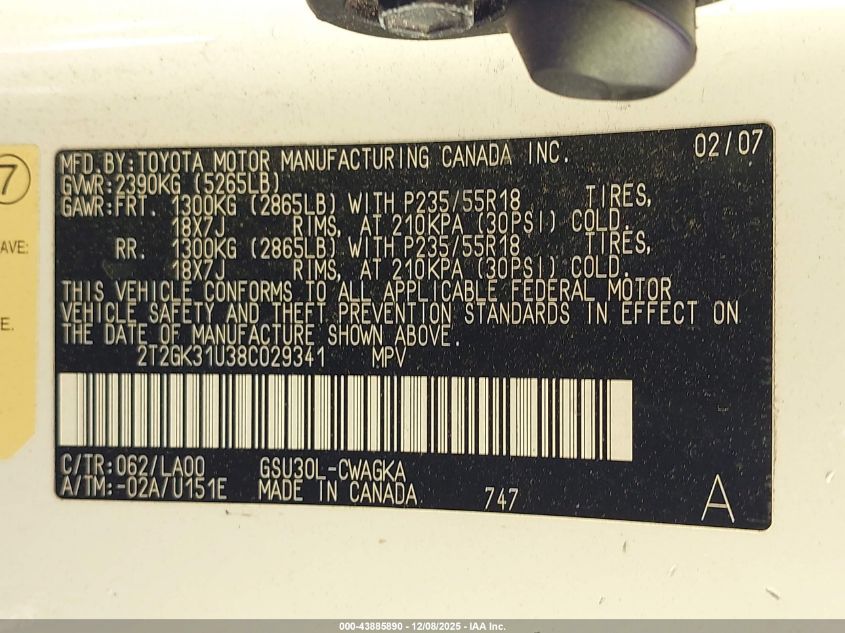 7
AVE:
E.
MFD.BY:TOYOTA MOTOR MANUFACTURING CANADA INC. 02/07
GVWR:2390KG (5265LB)
GAWR:FRT. 1300KG (2865LB) WITH P235/55R18 TIRES,
18X7J RIMS, AT 210KPA (30PSI) COLD.
RR. 1300KG (2865LB) WITH P235/55R18 TIRES,
18X7J RIMS, AT 210KPA (30PSI) COLD.
THIS VEHICLE CONFORMS TO ALL APPLICABLE FEDERAL MOTOR
VEHICLE SAFETY AND THEFT PREVENTION STANDARDS IN EFFECT ON
THE DATE OF MANUFACTURE SHOWN ABOVE.
2T2GK31U38C029341 MPV
C/TR:062/LA00 GSU30L-CWAGKA
A/TM:-02A/U151E MADE IN CANADA. 747 A
000-43885890 - 12/08/2025 - IAA Inc.